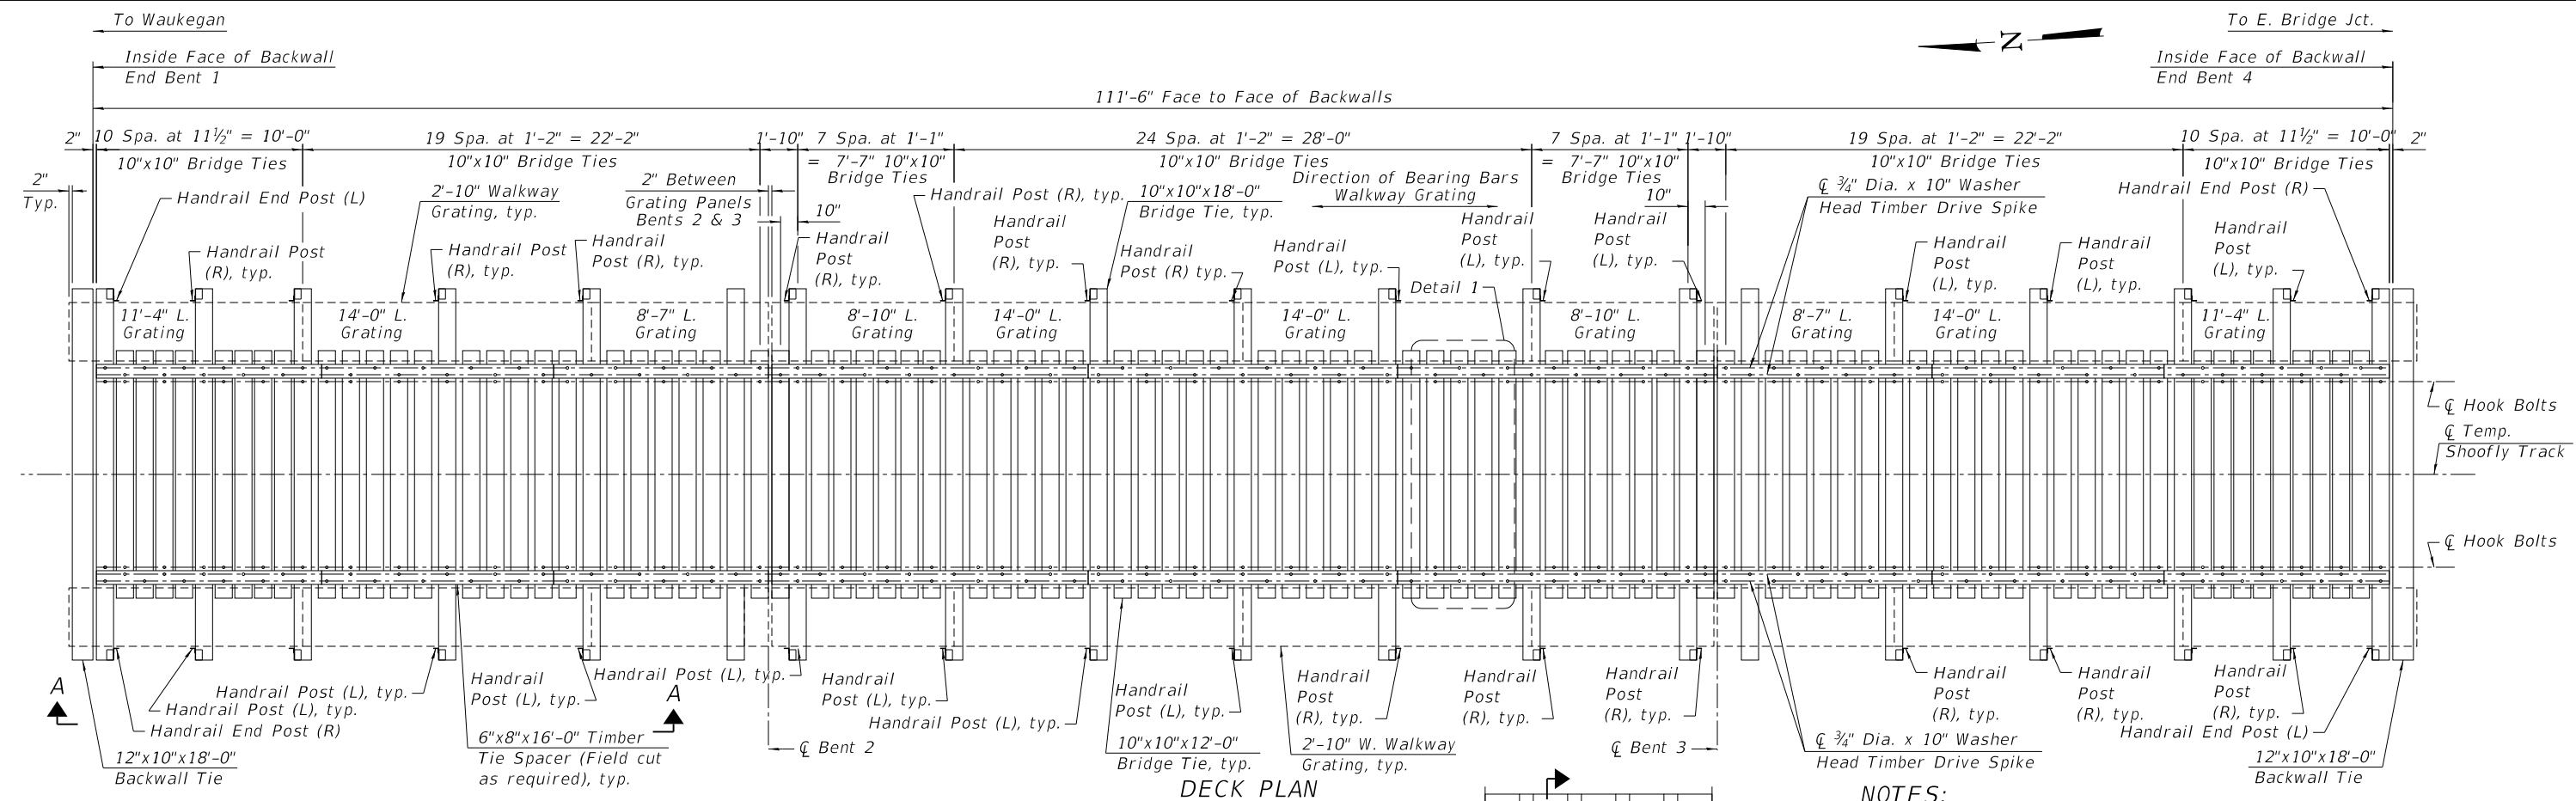 To Waukegan
To E. Bridge Jct.
N
Inside Face of Backwall
End Bent 1
Inside Face of Backwall
End Bent 4
111'-6" Face to Face of Backwalls
2"
10 Spa. at 11½" = 10'-0"
10"x10" Bridge Ties
19 Spa. at 1'-2" = 22'-2"
10"x10" Bridge Ties
1'-10"
7 Spa. at 1'-1"
= 7'-7" 10"x10"
Bridge Ties
24 Spa. at 1'-2" = 28'-0"
10"x10" Bridge Ties
7 Spa. at 1'-1"
= 7'-7" 10"x10"
Bridge Ties
1'-10"
19 Spa. at 1'-2" = 22'-2"
10"x10" Bridge Ties
10 Spa. at 11½" = 10'-0"
10"x10" Bridge Ties
2"
2"
Typ.
Handrail End Post (L)
2'-10" Walkway
Grating, typ.
2" Between
Grating Panels
Bents 2 & 3
10"
Handrail Post (R), typ.
10"x10"x18'-0"
Bridge Tie, typ.
Direction of Bearing Bars
Walkway Grating
10"
℄ ¾" Dia. x 10" Washer
Head Timber Drive Spike
Handrail End Post (R)
Handrail Post
(R), typ.
Handrail Post
(R), typ.
Handrail
Post (R), typ.
Handrail
Post
(R), typ.
Handrail
Post
(R), typ.
Handrail
Post (R) typ.
Handrail
Post (L), typ.
Detail 1
Handrail
Post
(L), typ.
Handrail
Post
(L), typ.
Handrail
Post
(L), typ.
Handrail
Post
(L), typ.
Handrail
Post
(L), typ.
11'-4" L.
Grating
14'-0" L.
Grating
8'-7" L.
Grating
8'-10" L.
Grating
14'-0" L.
Grating
14'-0" L.
Grating
8'-10" L.
Grating
8'-7" L.
Grating
14'-0" L.
Grating
11'-4" L.
Grating
℄ Hook Bolts
℄ Temp.
Shoofly Track
℄ Hook Bolts
A
A
Handrail Post (L), typ.
Handrail Post (L), typ.
Handrail End Post (R)
12"x10"x18'-0"
Backwall Tie
Handrail
Post (L), typ.
6"x8"x16'-0" Timber
Tie Spacer (Field cut
as required), typ.
Handrail Post (L), typ.
℄ Bent 2
Handrail
Post (L), typ.
Handrail Post (L), typ.
Handrail
Post (L), typ.
10"x10"x12'-0"
Bridge Tie, typ.
Handrail
Post
(R), typ.
2'-10" W. Walkway
Grating, typ.
Handrail
Post
(R), typ.
Handrail
Post
(R), typ.
℄ Bent 3
℄ ¾" Dia. x 10" Washer
Head Timber Drive Spike
Handrail
Post
(R), typ.
Handrail
Post
(R), typ.
Handrail
Post
(R), typ.
Handrail End Post (L)
12"x10"x18'-0"
Backwall Tie
DECK PLAN
NOTES: